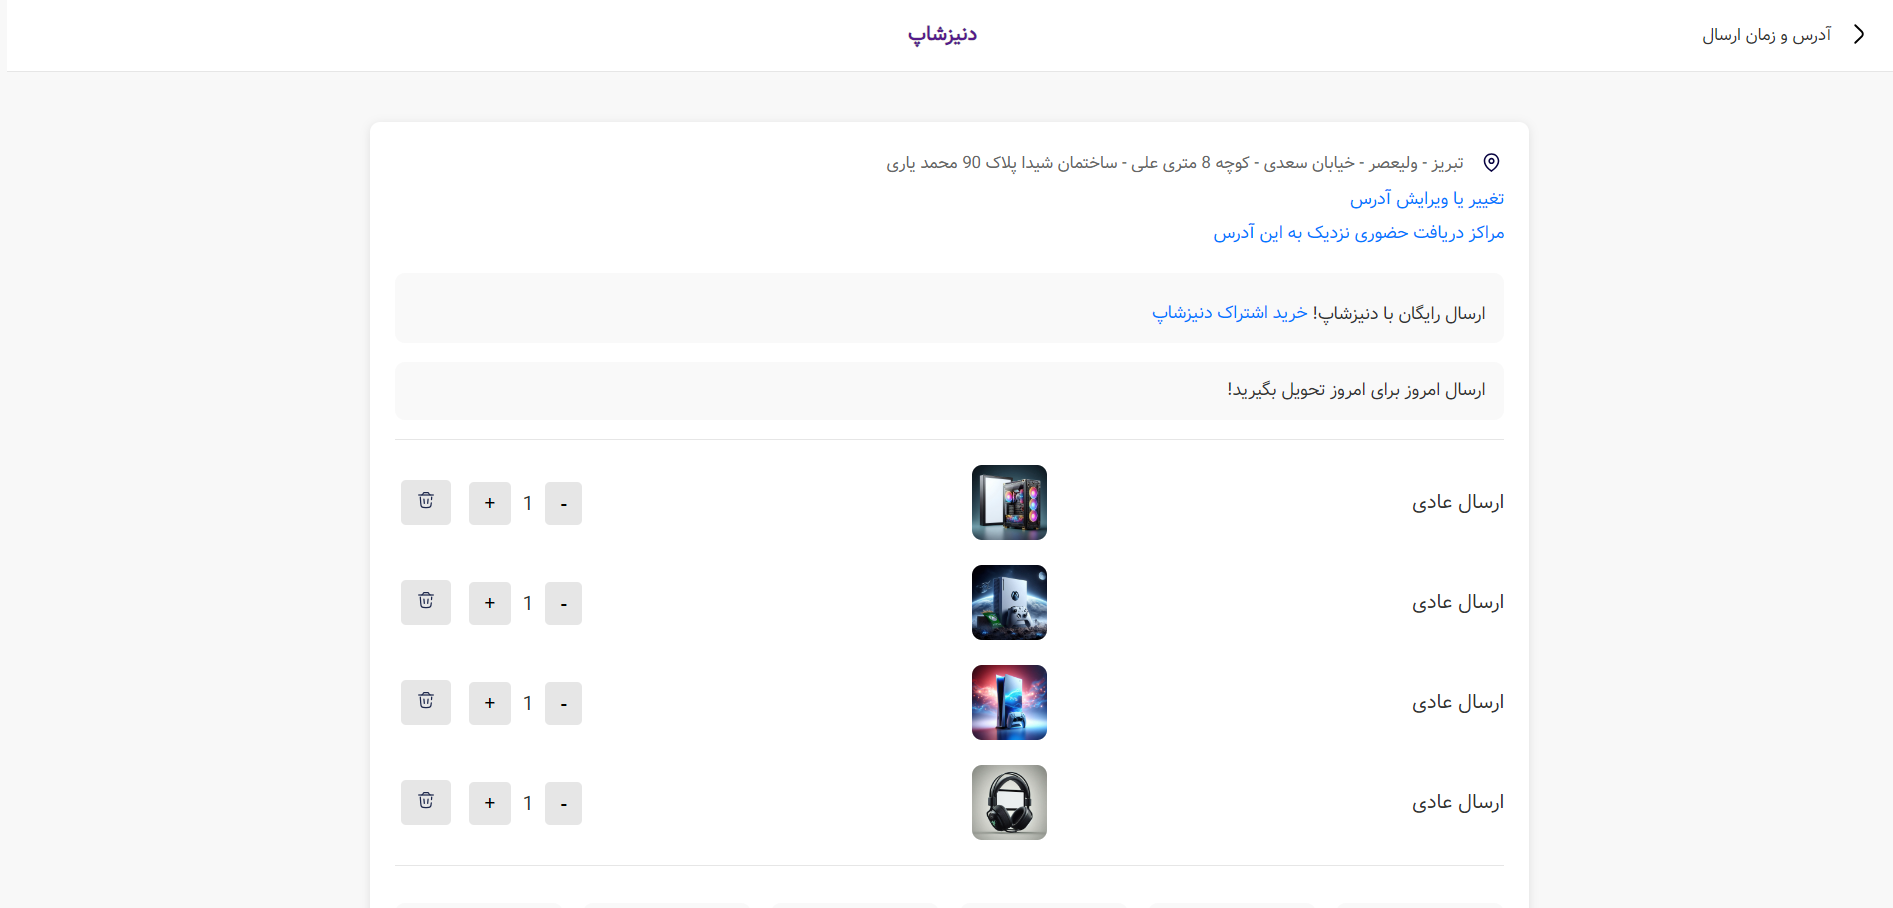 آدرس و زمان ارسال
دنیزشاپ
تبریز - ولیعصر - خیابان سعدی - کوچه 8 متری علی - ساختمان شیدا پلاک 90 محمد یاری
تغییر یا ویرایش آدرس
مراکز دریافت حضوری نزدیک به این آدرس
ارسال رایگان با دنیزشاپ! خرید اشتراک دنیزشاپ
ارسال امروز برای امروز تحویل بگیرید!
ارسال عادی
- 1 +
ارسال عادی
- 1 +
ارسال عادی
- 1 +
ارسال عادی
- 1 +